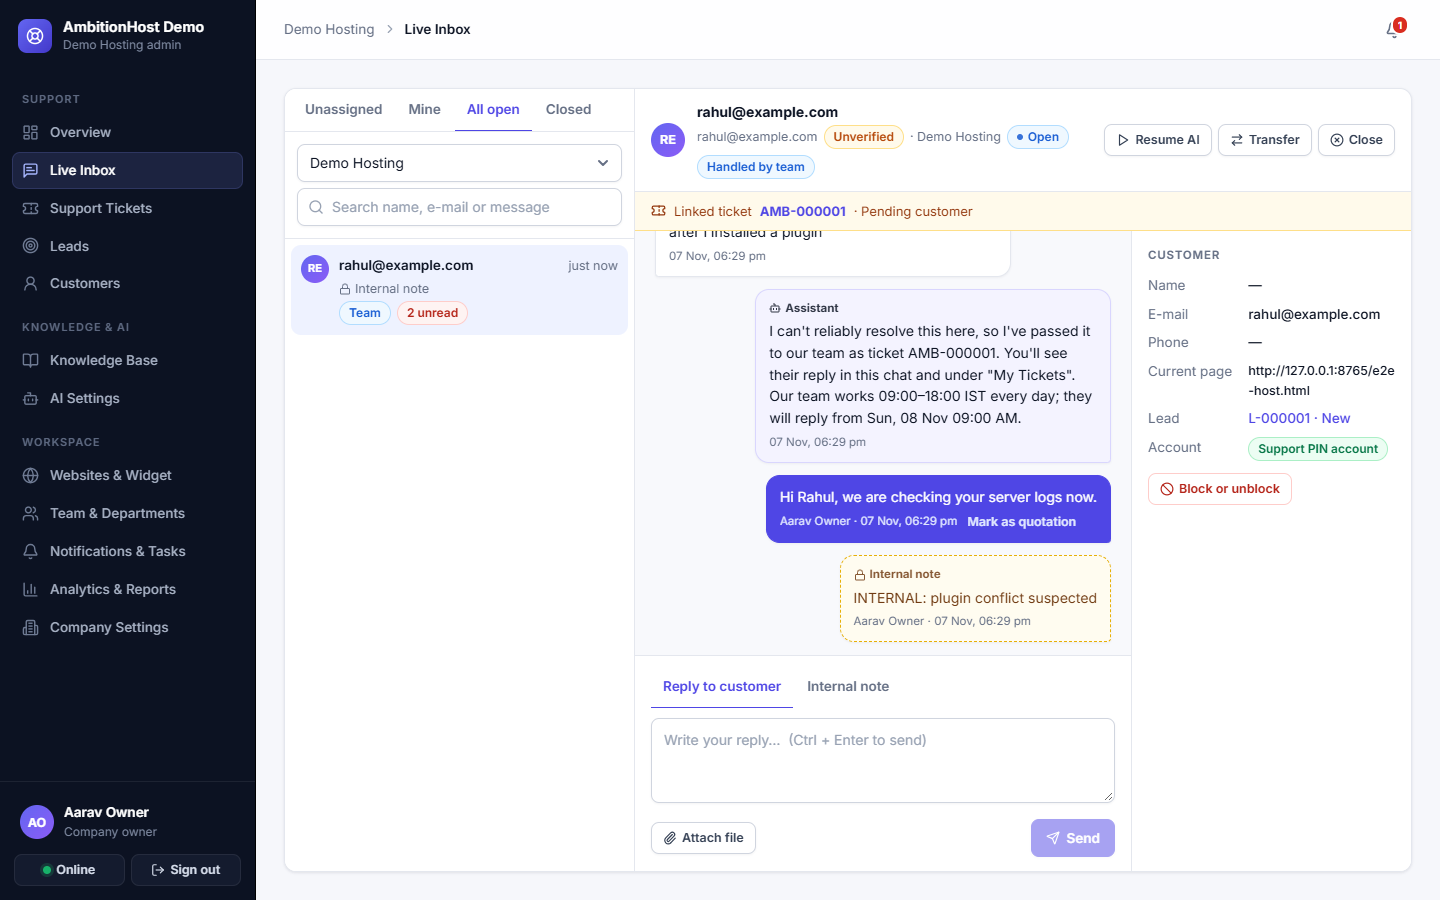 AmbitionHost Demo
Demo Hosting admin
SUPPORT
Overview
Live Inbox
Support Tickets
Leads
Customers
KNOWLEDGE & AI
Knowledge Base
AI Settings
WORKSPACE
Websites & Widget
Team & Departments
Notifications & Tasks
Analytics & Reports
Company Settings
AO
Aarav Owner
Company owner
Online
Sign out
Demo Hosting > Live Inbox
1
Unassigned Mine All open Closed
Demo Hosting
Search name, e-mail or message
RE
rahul@example.com just now
Internal note
Team 2 unread
RE
rahul@example.com
rahul@example.com Unverified · Demo Hosting Open
Handled by team
Resume AI Transfer Close
Linked ticket AMB-000001 · Pending customer
after I installed a plugin
07 Nov, 06:29 pm
Assistant
I can't reliably resolve this here, so I've passed it
to our team as ticket AMB-000001. You'll see
their reply in this chat and under "My Tickets".
Our team works 09:00–18:00 IST every day; they
will reply from Sun, 08 Nov 09:00 AM.
07 Nov, 06:29 pm
Hi Rahul, we are checking your server logs now.
Aarav Owner · 07 Nov, 06:29 pm Mark as quotation
Internal note
INTERNAL: plugin conflict suspected
Aarav Owner · 07 Nov, 06:29 pm
Reply to customer Internal note
Write your reply... (Ctrl + Enter to send)
Attach file
Send
CUSTOMER
Name —
E-mail rahul@example.com
Phone —
Current page http://127.0.0.1:8765/e2e
-host.html
Lead L-000001 · New
Account Support PIN account
Block or unblock